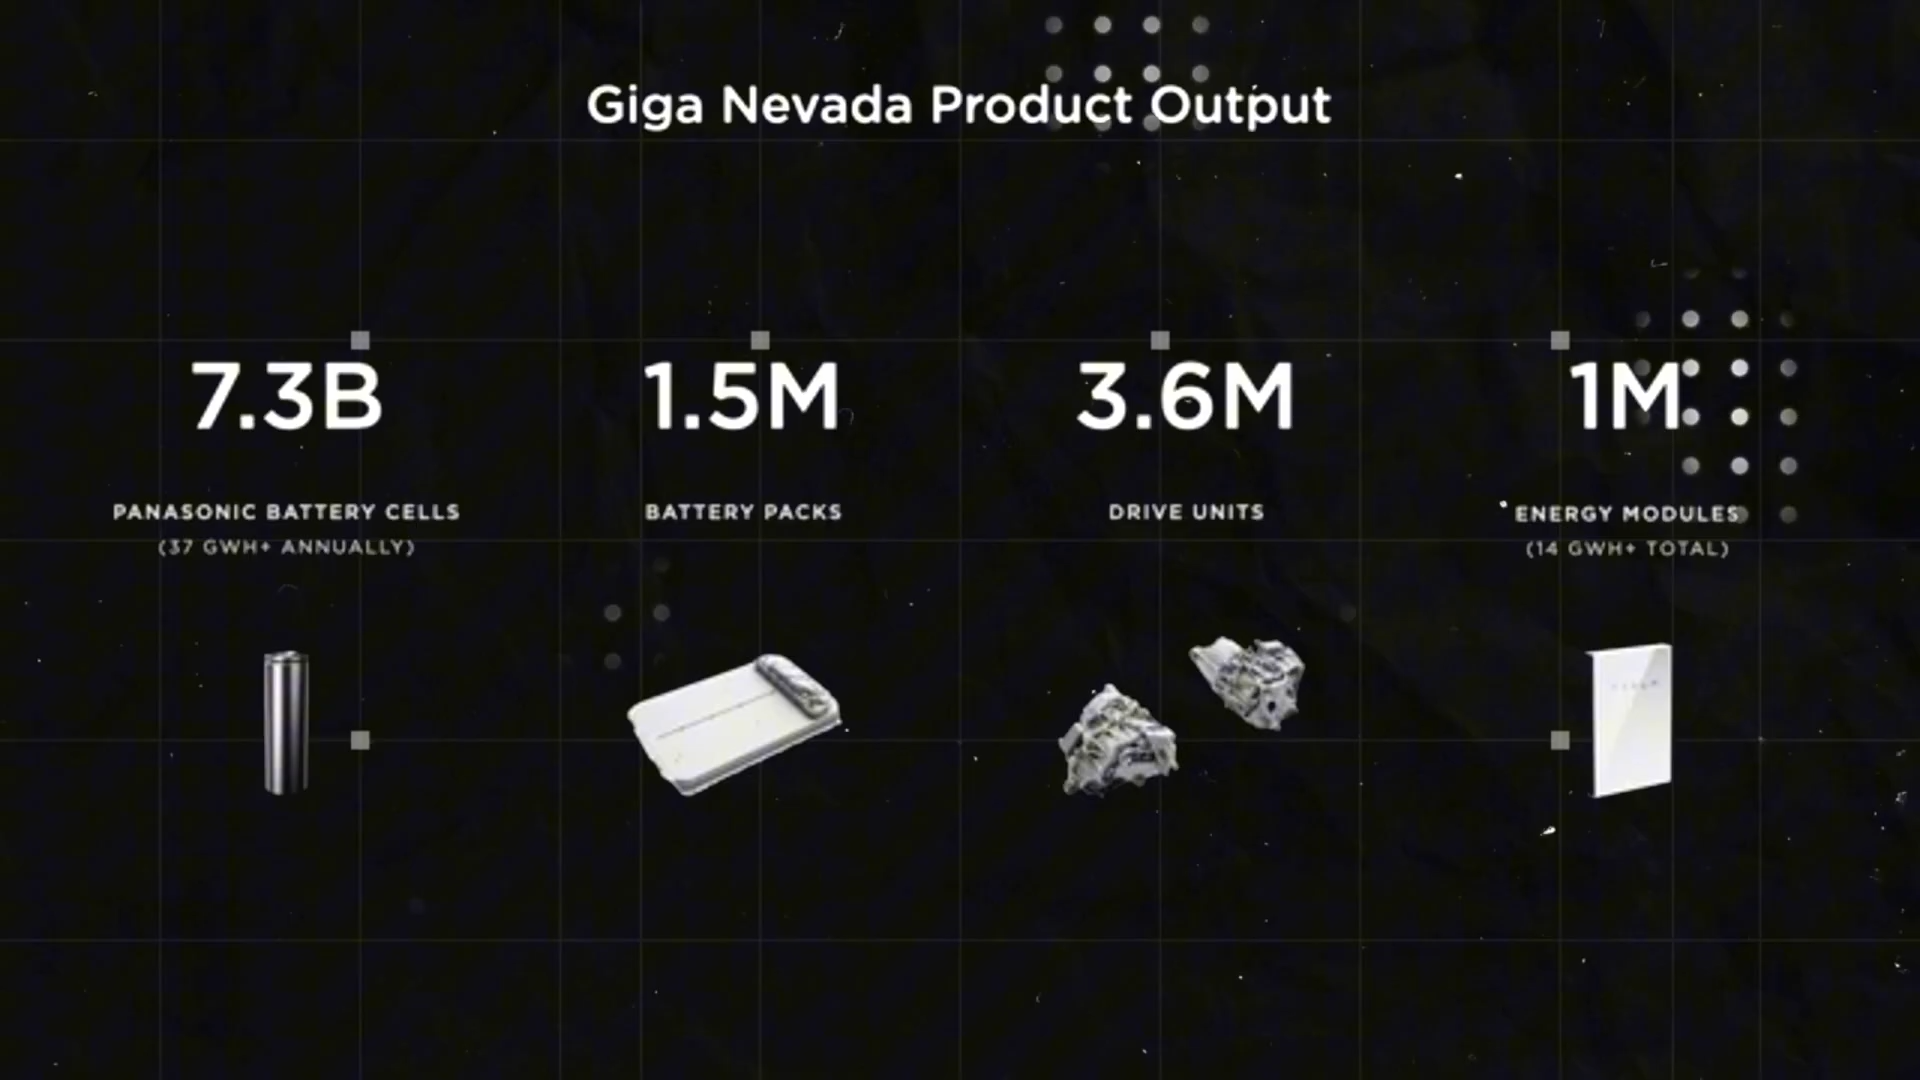 Giga Nevada Product Output
7.3B
PANASONIC BATTERY CELLS
(37 GWH+ ANNUALLY)
1.5M
BATTERY PACKS
3.6M
DRIVE UNITS
1M
ENERGY MODULES
(14 GWH+ TOTAL)